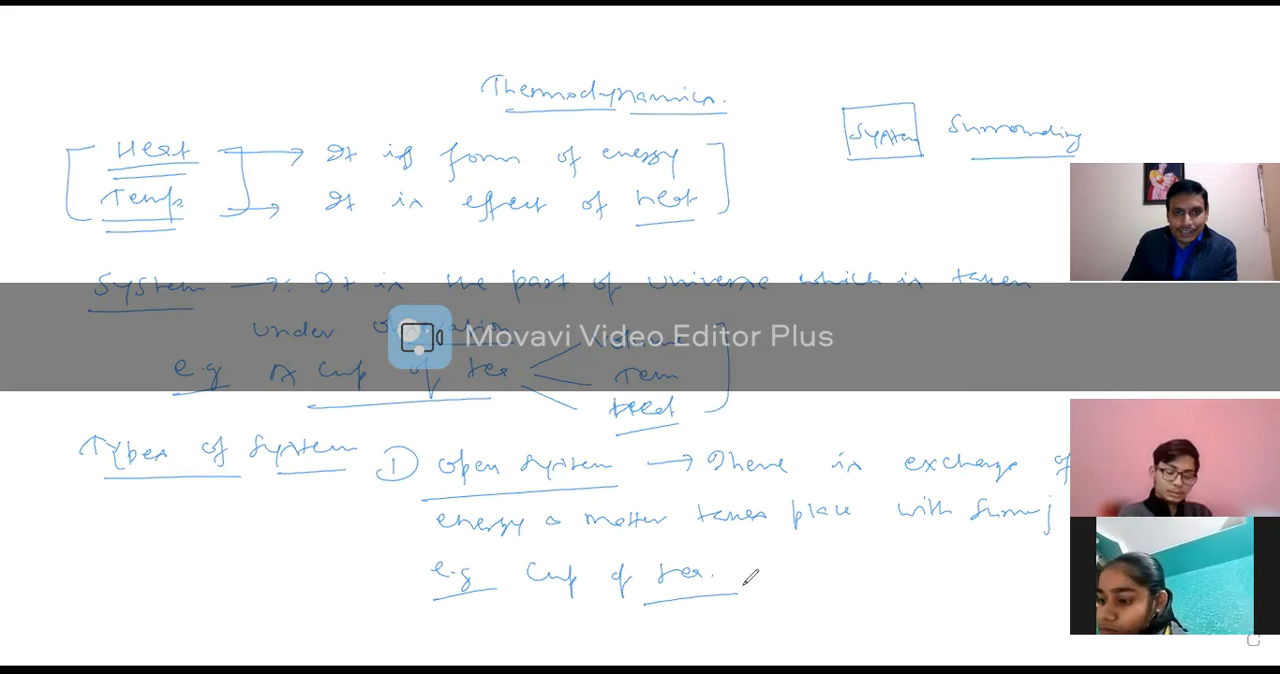 Thermodynamics.
System Surrounding
Heat → It is form of energy
Temp → It is effect of heat
System →: It is the part of universe which is taken
under
Movavi Video Editor Plus
e.g A cup of tea Tem
Types of System ① open system → There is exchange of
energy & matter takes place with
e.g cup of tea.